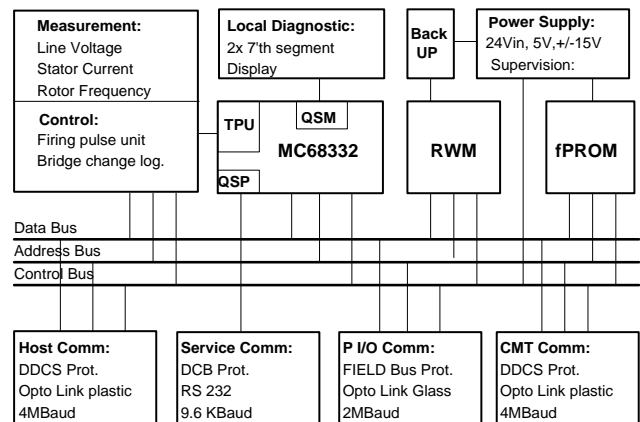 Measurement:
Line Voltage
Stator Current
Rotor Frequency
Control:
Firing pulse unit
Bridge change log.
Local Diagnostic:
2x 7'th segment
Display
Back
UP
Power Supply:
24Vin, 5V,+/-15V
Supervision:
TPU
QSM
MC68332
QSP
RWM
fPROM
Data Bus
Address Bus
Control Bus
Host Comm:
DDCS Prot.
Opto Link plastic
4MBaud
Service Comm:
DCB Prot.
RS 232
9.6 KBaud
P I/O Comm:
FIELD Bus Prot.
Opto Link Glass
2MBaud
CMT Comm:
DDCS Prot.
Opto Link plastic
4MBaud